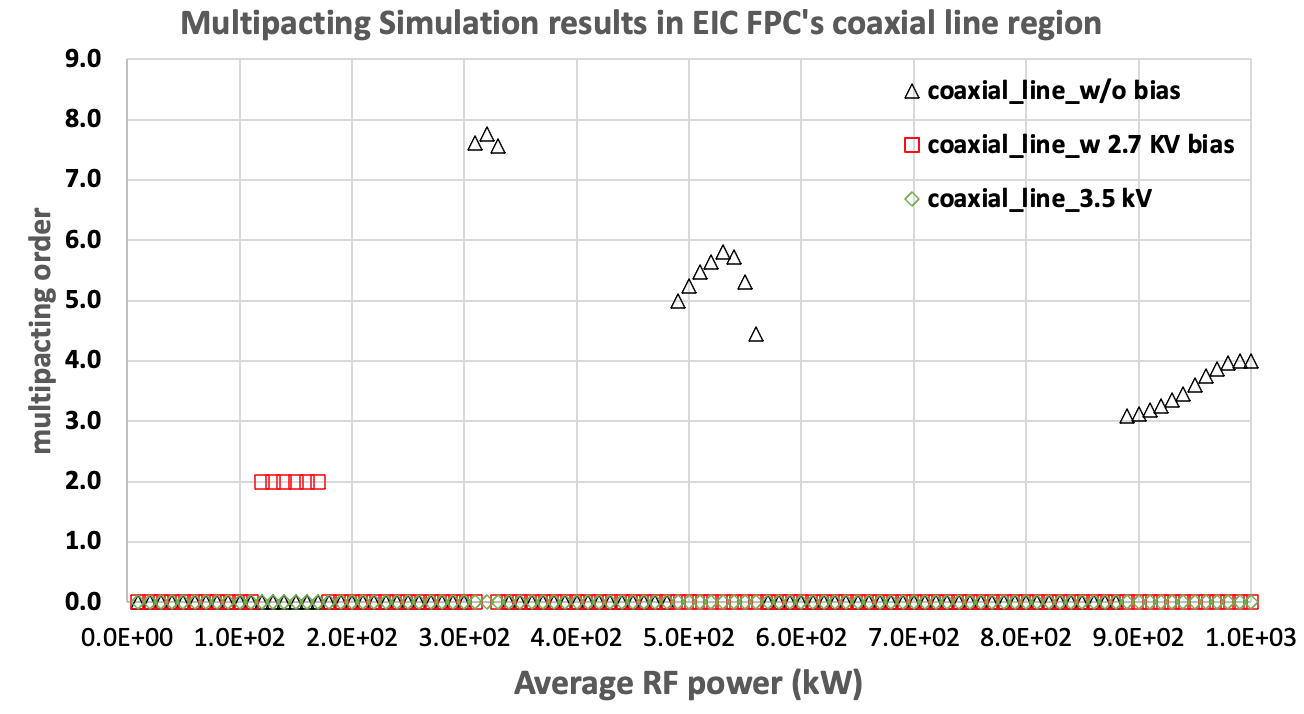 Multipacting Simulation results in EIC FPC's coaxial line region
9.0
8.0
7.0
6.0
5.0
4.0
3.0
2.0
1.0
0.0
multipacting order
coaxial_line_w/o bias
coaxial_line_w 2.7 KV bias
coaxial_line_3.5 kV
0.0E+00 1.0E+02 2.0E+02 3.0E+02 4.0E+02 5.0E+02 6.0E+02 7.0E+02 8.0E+02 9.0E+02 1.0E+03
Average RF power (kW)